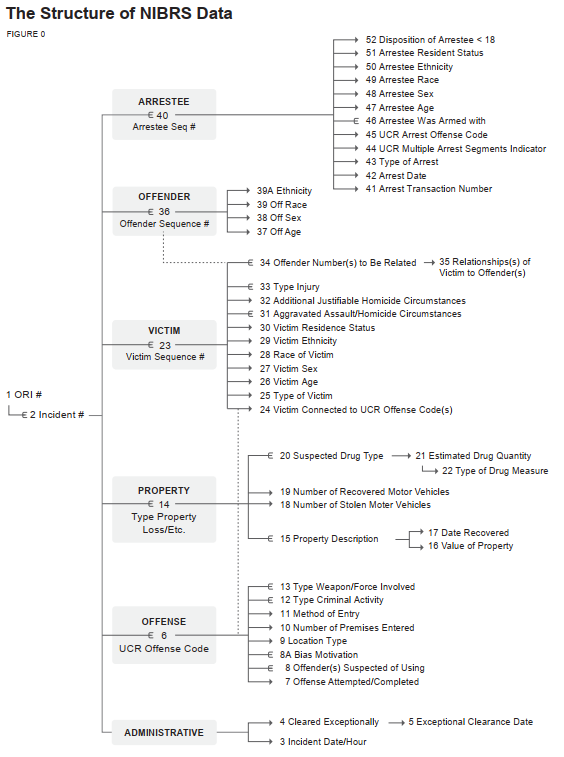 The Structure of NIBRS Data
FIGURE 0
52 Disposition of Arrestee < 18
51 Arrestee Resident Status
50 Arrestee Ethnicity
49 Arrestee Race
48 Arrestee Sex
47 Arrestee Age
46 Arrestee Was Armed with
45 UCR Arrest Offense Code
44 UCR Multiple Arrest Segments Indicator
43 Type of Arrest
42 Arrest Date
41 Arrest Transaction Number
ARRESTEE
40
Arrestee Seq #
OFFENDER
36
Offender Sequence #
39A Ethnicity
39 Off Race
38 Off Sex
37 Off Age
34 Offender Number(s) to Be Related
35 Relationships(s) of
Victim to Offender(s)
33 Type Injury
32 Additional Justifiable Homicide Circumstances
31 Aggravated Assault/Homicide Circumstances
30 Victim Residence Status
29 Victim Ethnicity
28 Race of Victim
27 Victim Sex
26 Victim Age
25 Type of Victim
24 Victim Connected to UCR Offense Code(s)
VICTIM
23
Victim Sequence #
1 ORI #
2 Incident #
20 Suspected Drug Type
21 Estimated Drug Quantity
22 Type of Drug Measure
19 Number of Recovered Motor Vehicles
18 Number of Stolen Moter Vehicles
PROPERTY
14
Type Property
Loss/Etc.
15 Property Description
17 Date Recovered
16 Value of Property
13 Type Weapon/Force Involved
12 Type Criminal Activity
11 Method of Entry
10 Number of Premises Entered
9 Location Type
8A Bias Motivation
8 Offender(s) Suspected of Using
7 Offense Attempted/Completed
OFFENSE
6
UCR Offense Code
ADMINISTRATIVE
4 Cleared Exceptionally
5 Exceptional Clearance Date
3 Incident Date/Hour